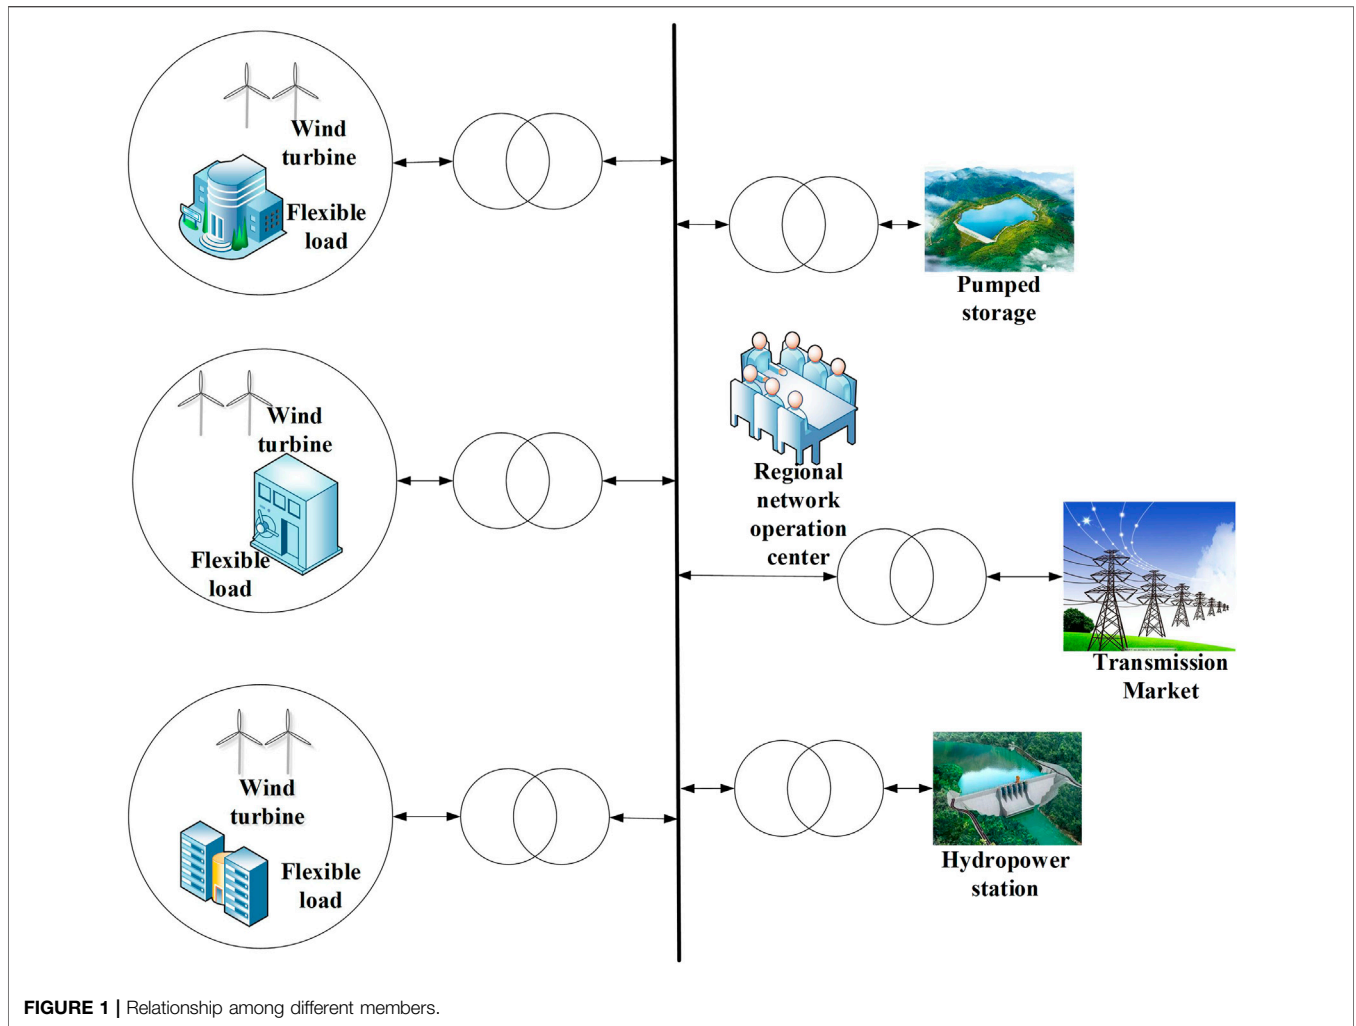 Wind
turbine
Flexible
load
Wind
turbine
Flexible
load
Wind
turbine
Flexible
load
Pumped
storage
Regional
network
operation
center
Transmission
Market
Hydropower
station
FIGURE 1 | Relationship among different members.